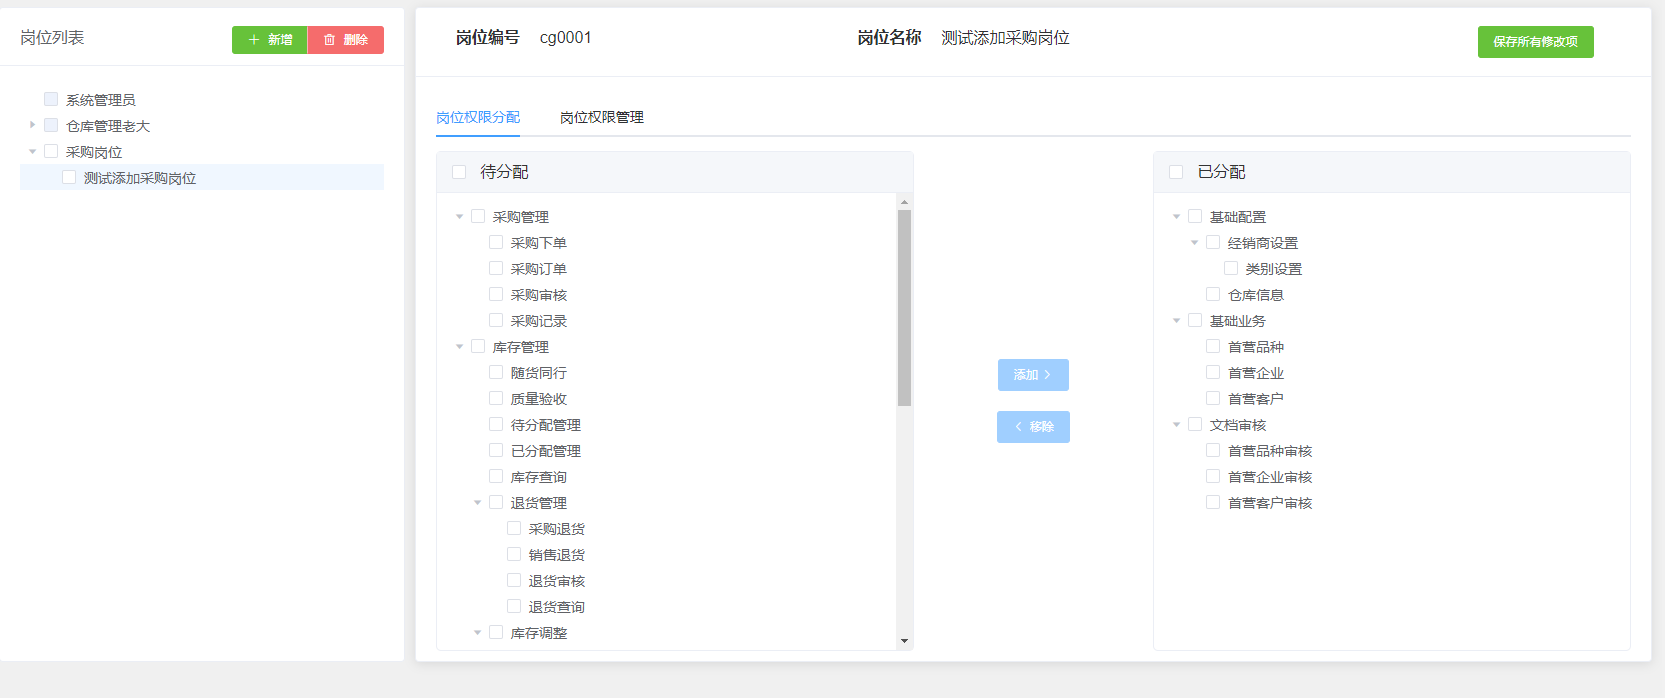 岗位列表
新增
删除
系统管理员
仓库管理老大
采购岗位
测试添加采购岗位
岗位编号 cg0001
岗位名称 测试添加采购岗位
保存所有修改项
岗位权限分配
岗位权限管理
待分配
采购管理
采购下单
采购订单
采购审核
采购记录
库存管理
随货同行
质量验收
待分配管理
已分配管理
库存查询
退货管理
采购退货
销售退货
退货审核
退货查询
库存调整
添加
移除
已分配
基础配置
经销商设置
类别设置
仓库信息
基础业务
首营品种
首营企业
首营客户
文档审核
首营品种审核
首营企业审核
首营客户审核